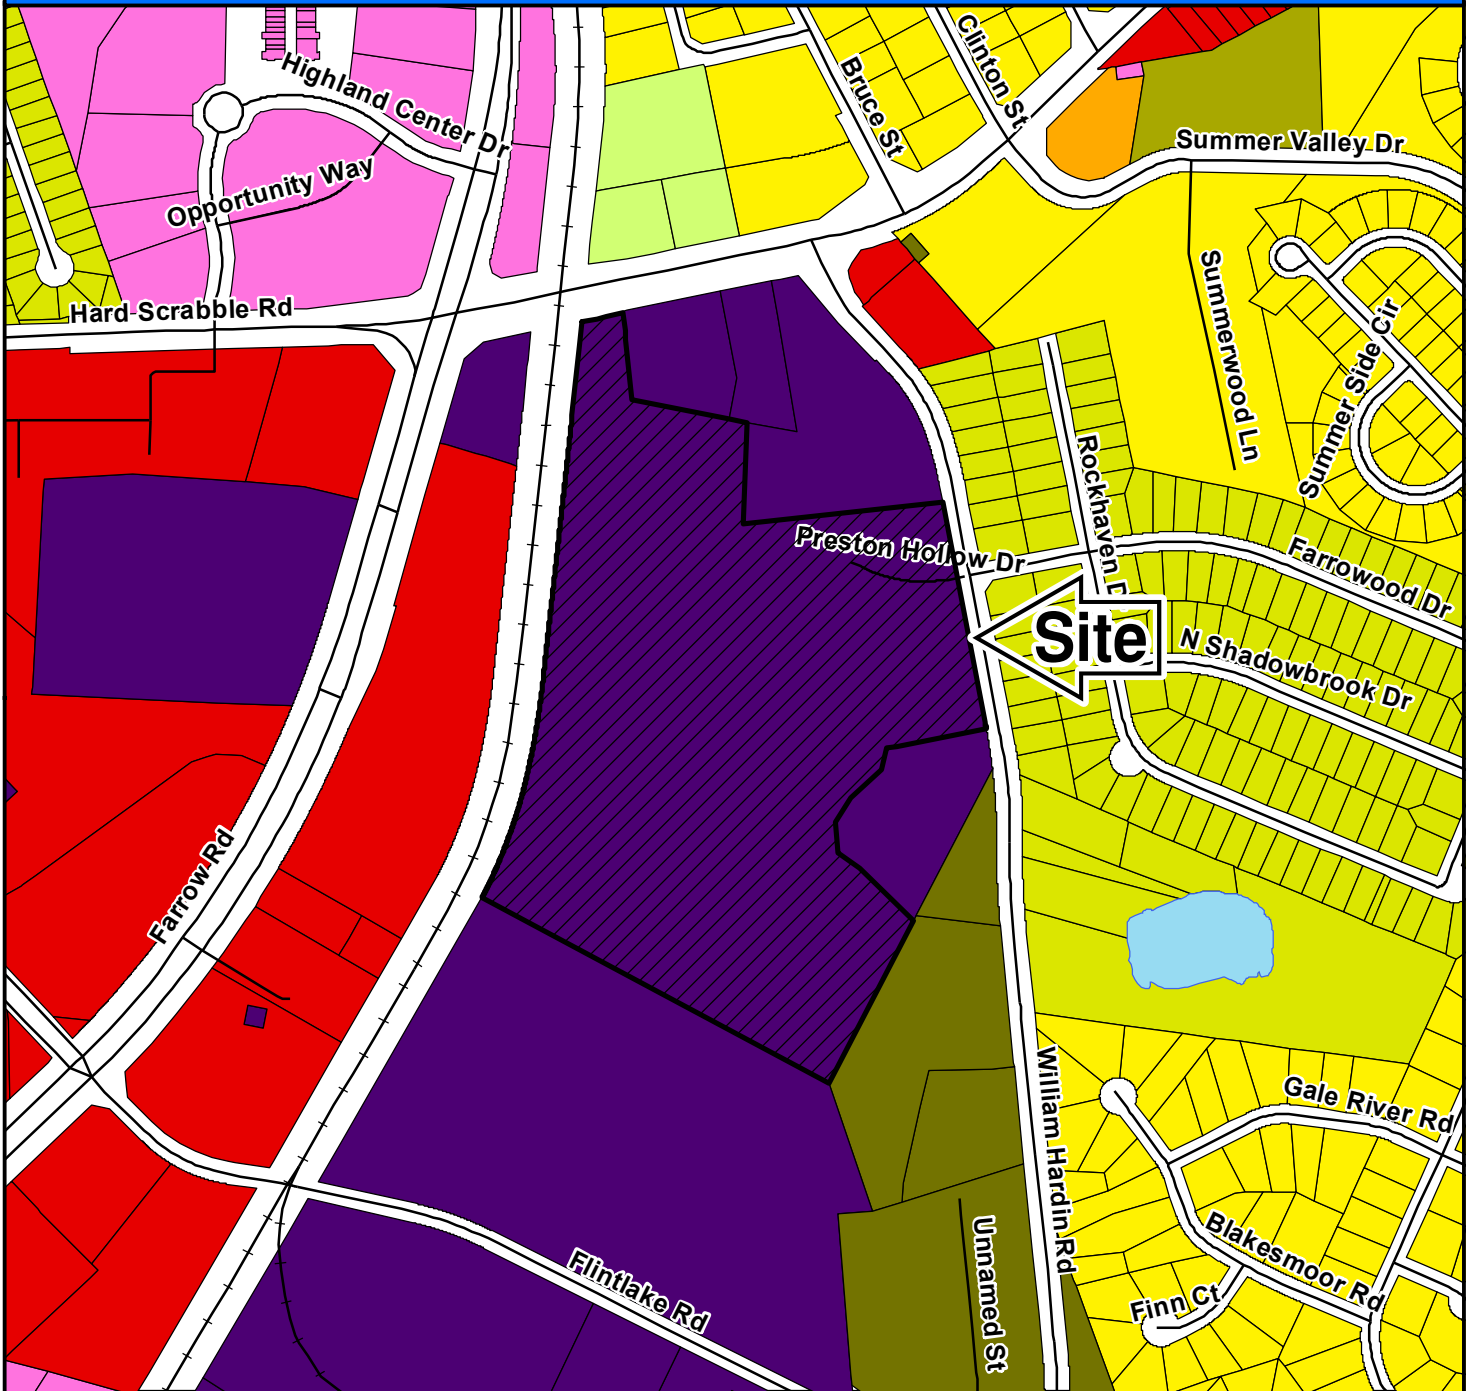 Clinton St
Bruce St
Highland Center Dr
Summer Valley Dr
Opportunity Way
Hard Scrabble Rd
Summerwood Ln
Summer Side Cir
Rockhaven D
Preston Hollow Dr
Farrowood Dr
Site
N Shadowbrook Dr
Farrow Rd
William Hardin Rd
Gale River Rd
Blakesmoor Rd
Finn Ct
Unnamed St
Flintlake Rd